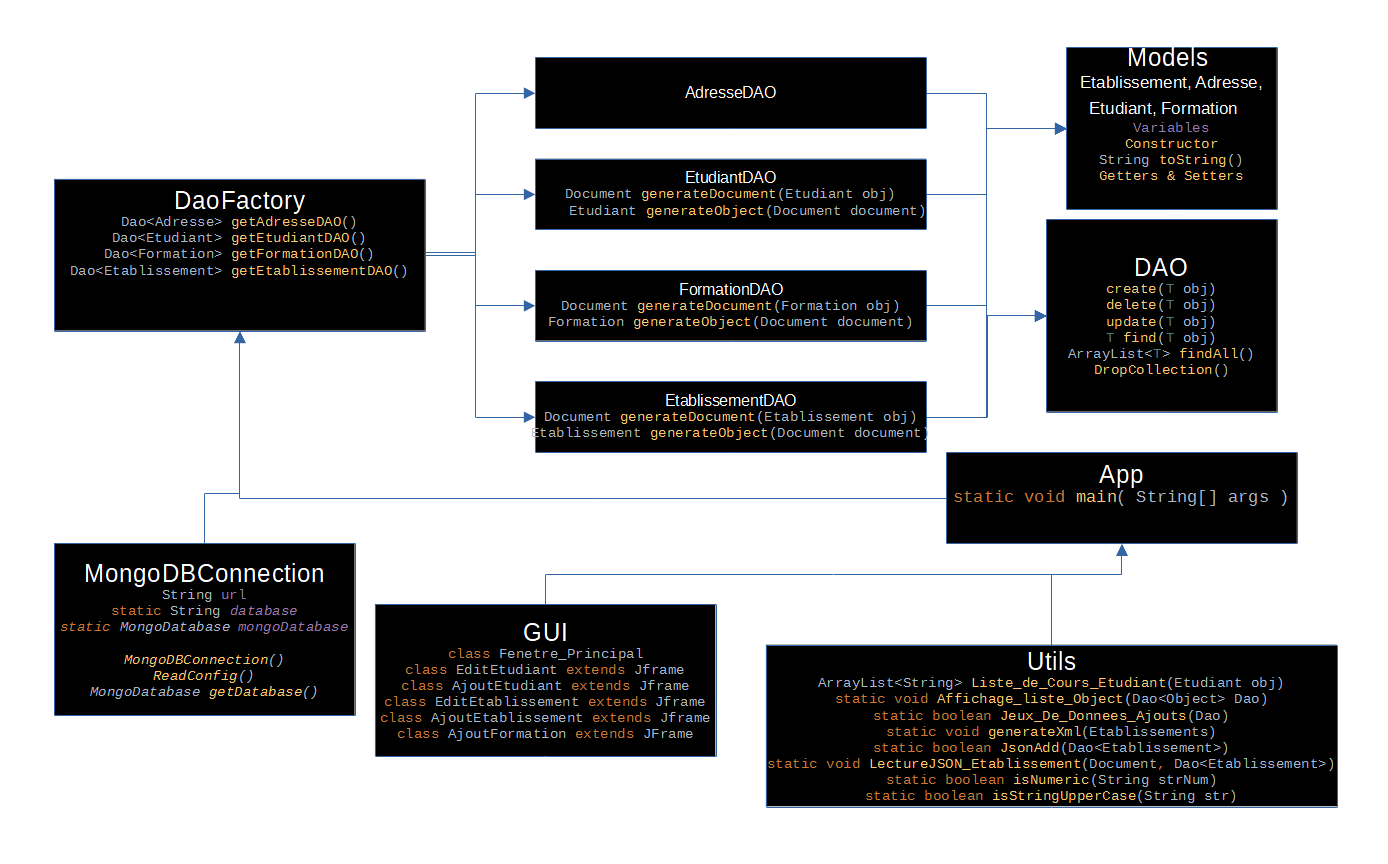 AdresseDAO
Models
Etablissement, Adresse,
Etudiant, Formation
Variables
Constructor
String toString()
Getters & Setters
EtudiantDAO
Document generateDocument(Etudiant obj)
Etudiant generateObject(Document document)
DaoFactory
Dao<Adresse> getAdresseDAO()
Dao<Etudiant> getEtudiantDAO()
Dao<Formation> getFormationDAO()
Dao<Etablissement> getEtablissementDAO()
FormationDAO
Document generateDocument(Formation obj)
Formation generateObject(Document document)
DAO
create(T obj)
delete(T obj)
update(T obj)
T find(T obj)
ArrayList<T> findAll()
DropCollection()
EtablissementDAO
Document generateDocument(Etablissement obj)
Etablissement generateObject(Document document)
App
static void main( String[] args )
MongoDBConnection
String url
static String database
static MongoDatabase mongoDatabase
MongoDBConnection()
ReadConfig()
MongoDatabase getDatabase()
GUI
class Fenetre_Principal
class EditEtudiant extends Jframe
class AjoutEtudiant extends Jframe
class EditEtablissement extends Jframe
class AjoutEtablissement extends Jframe
class AjoutFormation extends JFrame
Utils
ArrayList<String> Liste_de_Cours_Etudiant(Etudiant obj)
static void Affichage_liste_Object(Dao<Object> Dao)
static boolean Jeux_De_Donnees_Ajouts(Dao)
static void generateXml(Etablissements)
static boolean JsonAdd(Dao<Etablissement>)
static void LectureJSON_Etablissement(Document, Dao<Etablissement>)
static boolean isNumeric(String strNum)
static boolean isStringUpperCase(String str)